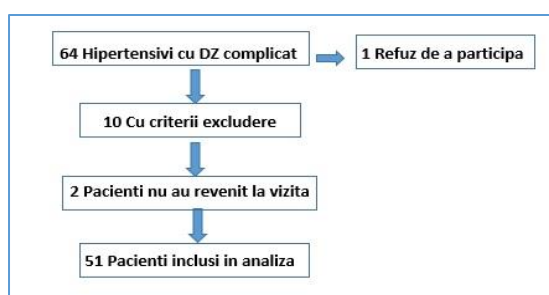 64 Hipertensivi cu DZ complicat
1 Refuz de a participa
10 Cu criterii excludere
2 Pacienti nu au revenit la vizita
51 Pacienti inclusi in analiza